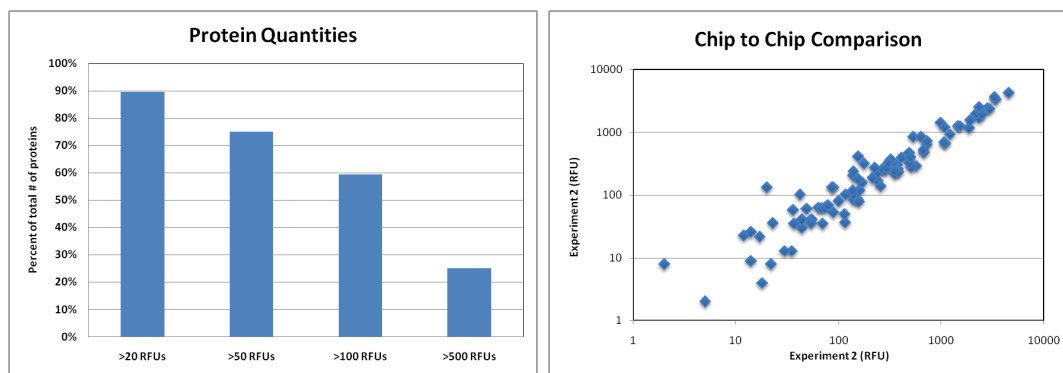 Protein Quantities
Percent of total # of proteins
100%
90%
80%
70%
60%
50%
40%
30%
20%
10%
0%
>20 RFUs >50 RFUs >100 RFUs >500 RFUs
Chip to Chip Comparison
Experiment 2 (RFU)
10000
1000
100
10
1
1 10 100 1000 10000
Experiment 2 (RFU)